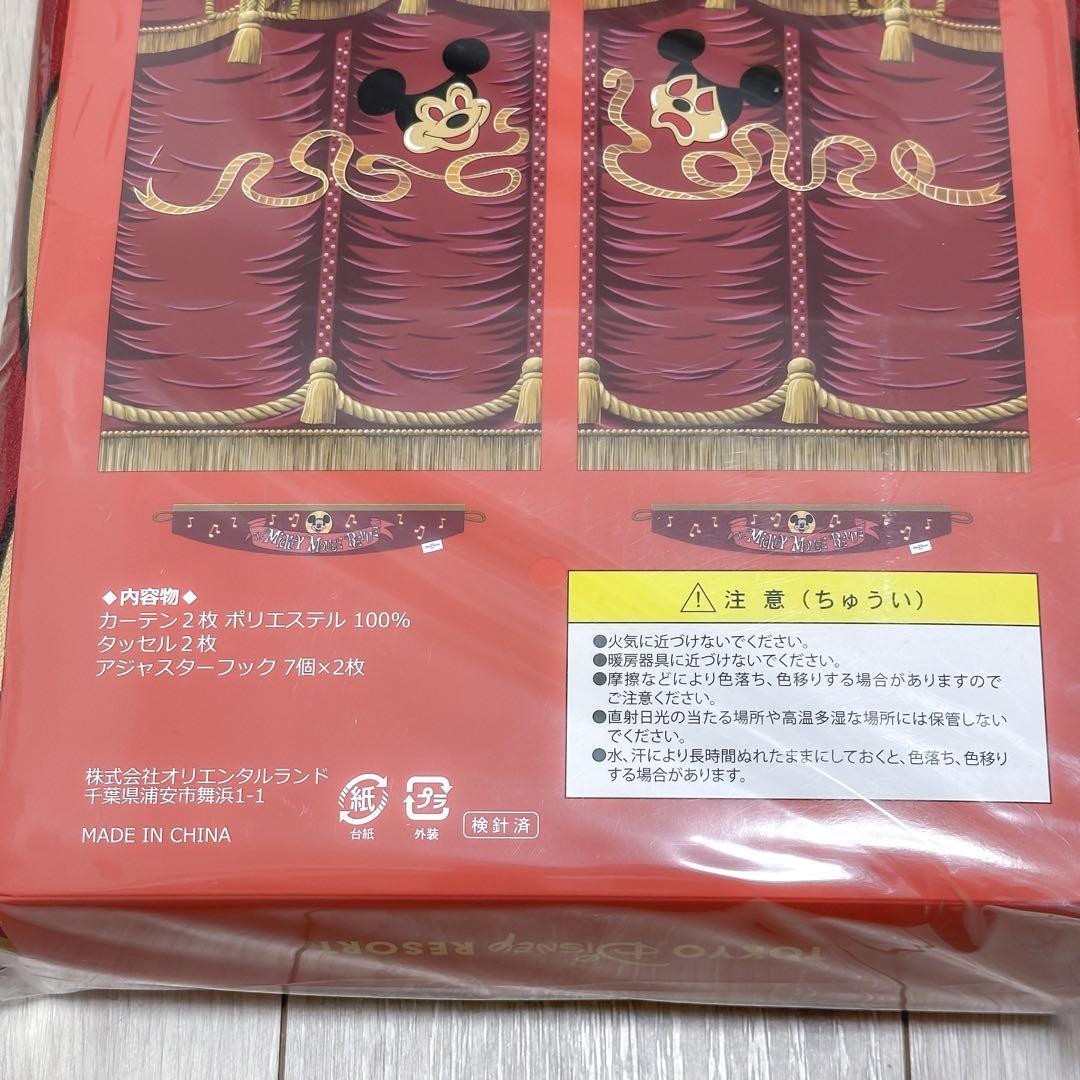 THE MICKEY MOUSE REVUE
THE MICKEY MOUSE REVUE
◆内容物◆
カーテン２枚 ポリエステル 100%
タッセル２枚
アジャスターフック 7個×2枚
株式会社オリエンタルランド
千葉県浦安市舞浜1-1
MADE IN CHINA
紙
台紙
プラ
外装
検針済
注 意（ちゅうい）
●火気に近づけないでください。
●暖房器具に近づけないでください。
●摩擦などにより色落ち、色移りする場合がありますので
ご注意ください。
●直射日光の当たる場所や高温多湿な場所には保管しない
でください。
●水、汗により長時間ぬれたままにしておくと、色落ち、色移り
する場合があります。
TOKYO DISNEY RESORT